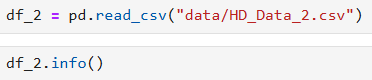 df_2 = pd.read_csv("data/HD_Data_2.csv")
df_2.info()